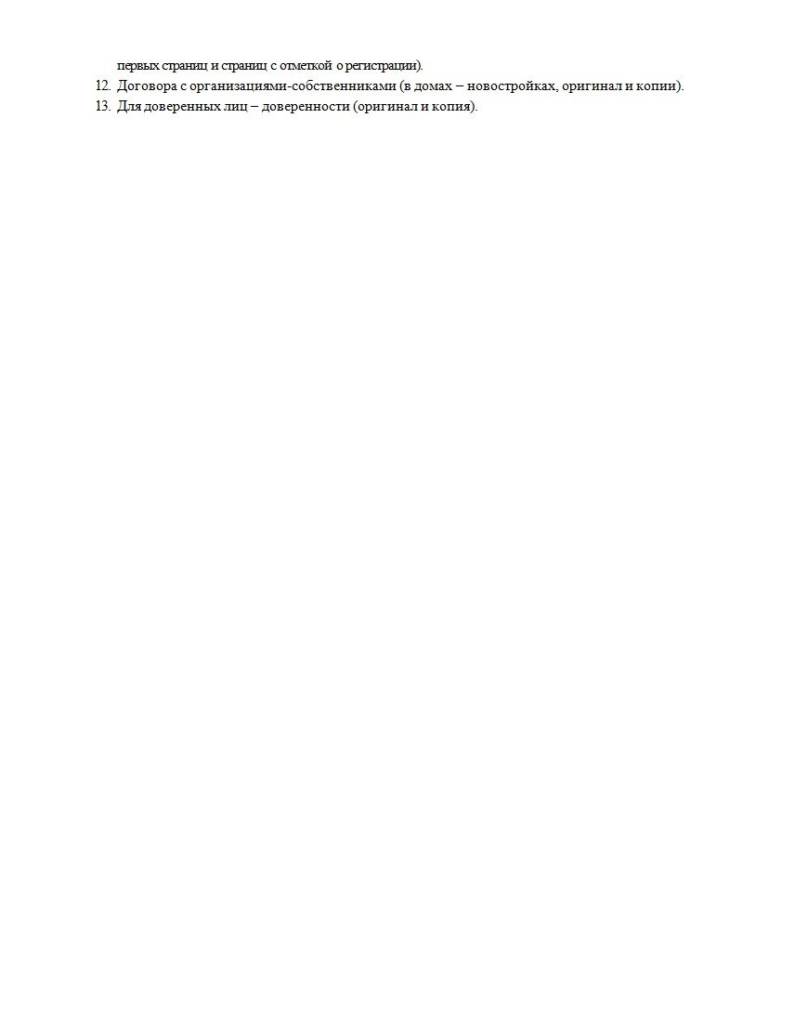 первых страниц и страниц с отметкой о регистрации).
12. Договора с организациями-собственниками (в домах – новостройках, оригинал и копии).
13. Для доверенных лиц – доверенности (оригинал и копия).